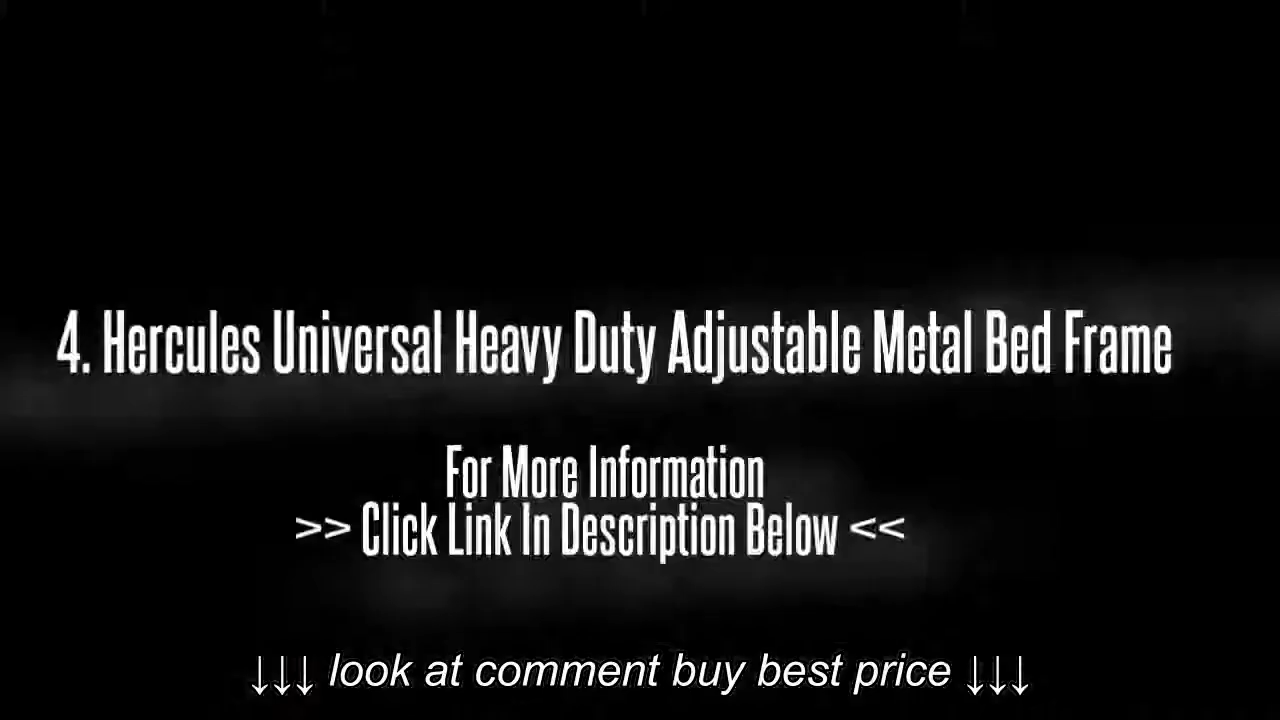 4. Hercules Universal Heavy Duty Adjustable Metal Bed Frame
For More Information
>> Click Link In Description Below <<
↓↓↓ look at comment buy best price ↓↓↓